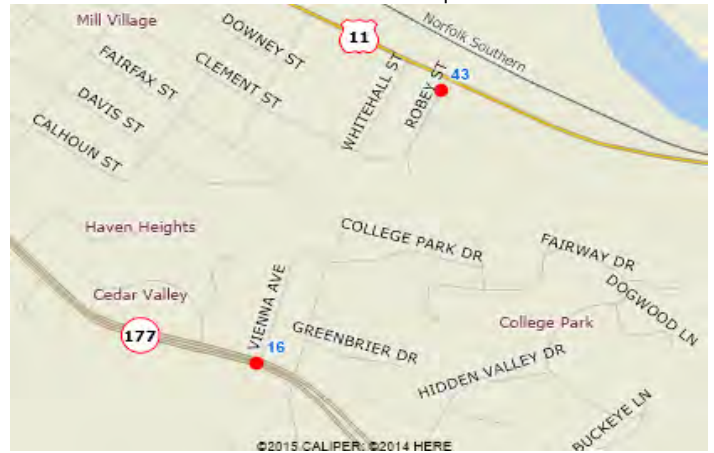 Mill Village
DOWNEY ST
11
Norfolk Southern
FAIRFAX ST
CLEMENT ST
WHITEHALL ST
ROBEY ST
43
DAVIS ST
CALHOUN ST
Haven Heights
COLLEGE PARK DR
FAIRWAY DR
Cedar Valley
VIENNA AVE
DOGWOOD LN
177
16
GREENBRIER DR
College Park
HIDDEN VALLEY DR
BUCKEYE LN
©2015 CALIPER; ©2014 HERE